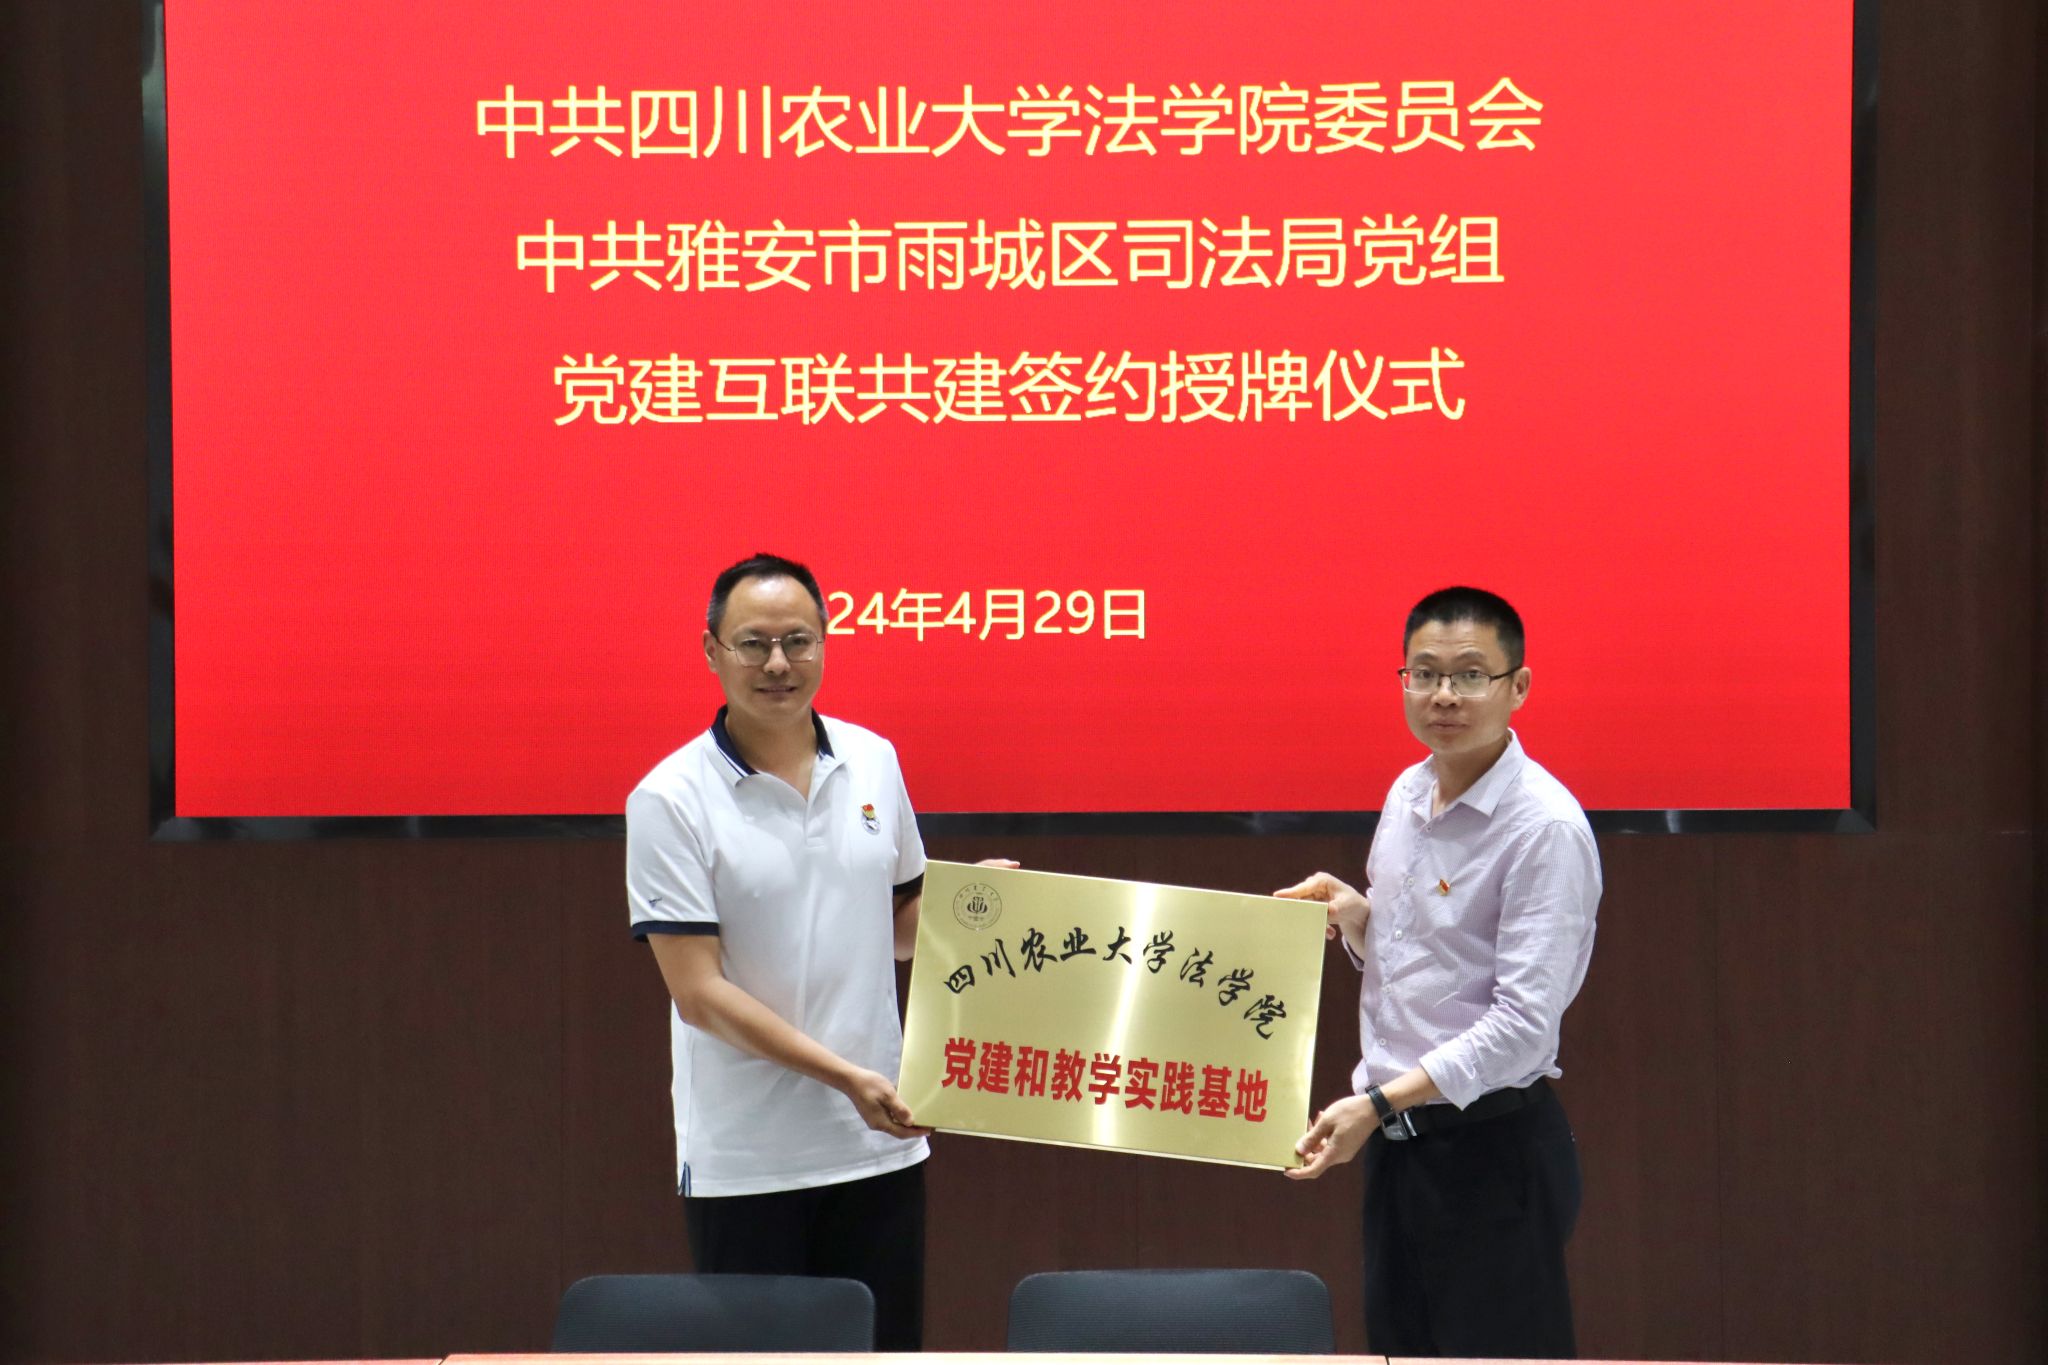 中共四川农业大学法学院委员会
中共雅安市雨城区司法局党组
党建互联共建签约授牌仪式
24年4月29日
四川农业大学法学院
党建和教学实践基地